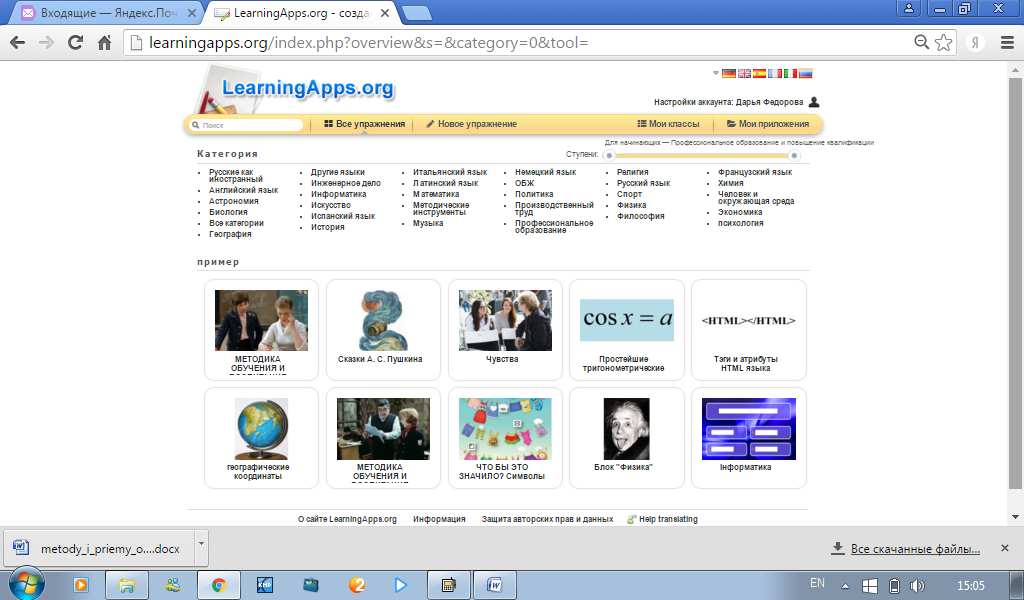 Входящие — Яндекс.Поч
LearningApps.org - созда
learningapps.org/index.php?overview&s=&category=0&tool=
Я
LearningApps.org
Настройки аккаунта: Дарья Федорова
Поиск
Все упражнения
Новое упражнение
Мои классы
Мои приложения
Для начинающих — Профессиональное образование и повышение квалификации
Категория
Ступени:
Русские как иностранный
Английский язык
Астрономия
Биология
Все категории
География
Другие языки
Инженерное дело
Информатика
Искусство
Испанский язык
История
Итальянский язык
Латинский язык
Математика
Методические инструменты
Музыка
Немецкий язык
ОБЖ
Политика
Производственный труд
Профессиональное образование
Религия
Русский язык
Спорт
Физика
Философия
Французский язык
Химия
Человек и окружающая среда
Экономика
психология
пример
МЕТОДИКА
ОБУЧЕНИЯ И
Сказки А. С. Пушкина
Чувства
cos x = a
Простейшие
тригонометрические
<HTML></HTML>
Тэги и атрибуты
HTML языка
географические
координаты
МЕТОДИКА
ОБУЧЕНИЯ И
ЧТО БЫ ЭТО
ЗНАЧИЛО? Символы
Блок "Физика"
Інформатика
О сайте LearningApps.org
Информация
Защита авторских прав и данных
Help translating
metody_i_priemy_o....docx
Все скачанные файлы...
EN
15:05